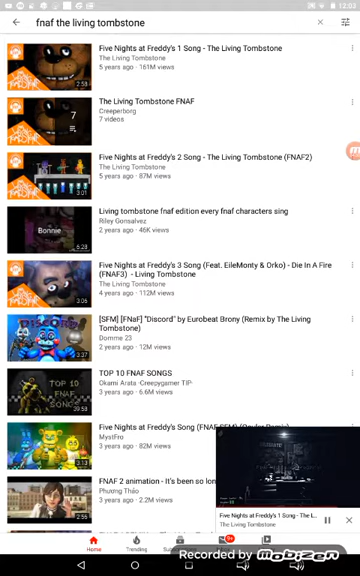 12:02
fnaf the living tombstone
Five Nights at Freddy's 1 Song - The Living Tombstone
The Living Tombstone
5 years ago · 161M views
2:58
The Living Tombstone FNAF
Creeperborg
7 videos
7
Five Nights at Freddy's 2 Song - The Living Tombstone (FNAF2)
The Living Tombstone
5 years ago · 87M views
3:01
Living tombstone fnaf edition every fnaf characters sing
Riley Gonsalvez
2 years ago · 46K views
Bonnie
6:28
Five Nights at Freddy's 3 Song (Feat. EileMonty & Orko) - Die In A Fire
(FNAF3) - Living Tombstone
The Living Tombstone
4 years ago · 112M views
3:06
[SFM] [FNaF] "Discord" by Eurobeat Brony (Remix by The Living
Tombstone)
Domme 23
2 years ago · 12M views
DISCORD
3:37
TOP 10 FNAF SONGS
Okami Arata -Creepygamer TIP-
3 years ago · 6.6M views
TOP 10
FNAF
SONGS
39:58
Five Nights at Freddy's Song (FNAF SFM)
MystFro
3 years ago · 82M views
3:13
FNAF 2 animation - It's been so lon
Phương Thảo
3 years ago · 2.2M views
2:55
Five Nights at Freddy's 1 Song - The L...
The Living Tombstone
Home
Trending
9+
Recorded by Mobizen